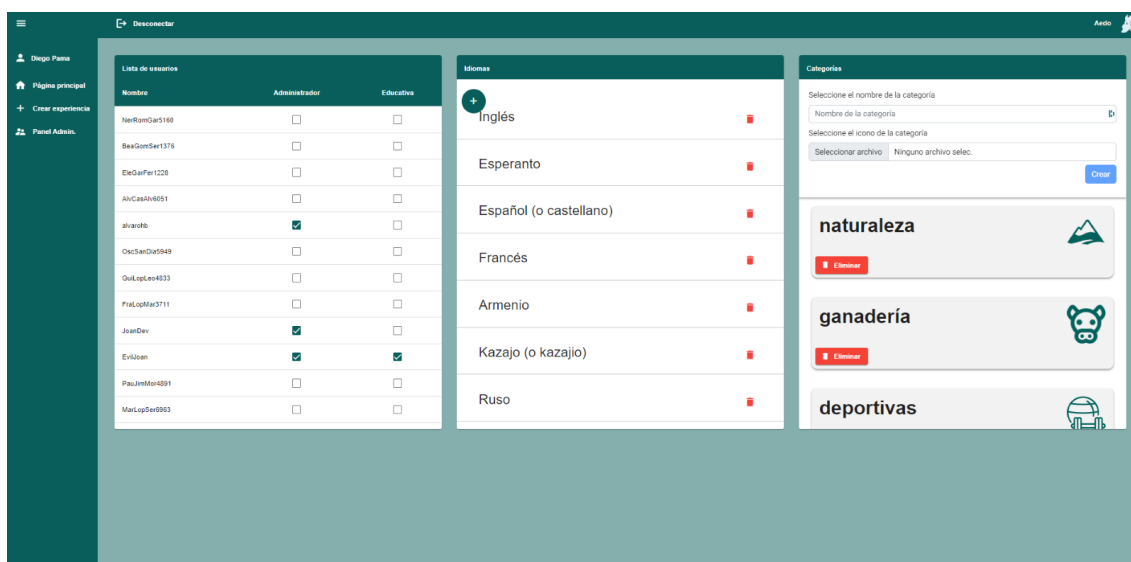 Desconectar
Aedo
Diego Pama
Página principal
Crear experiencia
Panel Admin.
Lista de usuarios
Nombre Administrador Educativa
NerRomGar5160
BeaGomSer1376
EleGarFer1228
AlvCasAlv6051
alvarohb
OscSanDia5949
GuiLopLeo4833
FraLopMar3711
JoanDev
EvilJoan
PauJimMor4891
MarLopSer6963
Idiomas
+
Inglés
Esperanto
Español (o castellano)
Francés
Armenio
Kazajo (o kazajio)
Ruso
Categorías
Seleccione el nombre de la categoría
Nombre de la categoría
Seleccione el icono de la categoría
Seleccionar archivo Ninguno archivo selec.
Crear
naturaleza
Eliminar
ganadería
Eliminar
deportivas